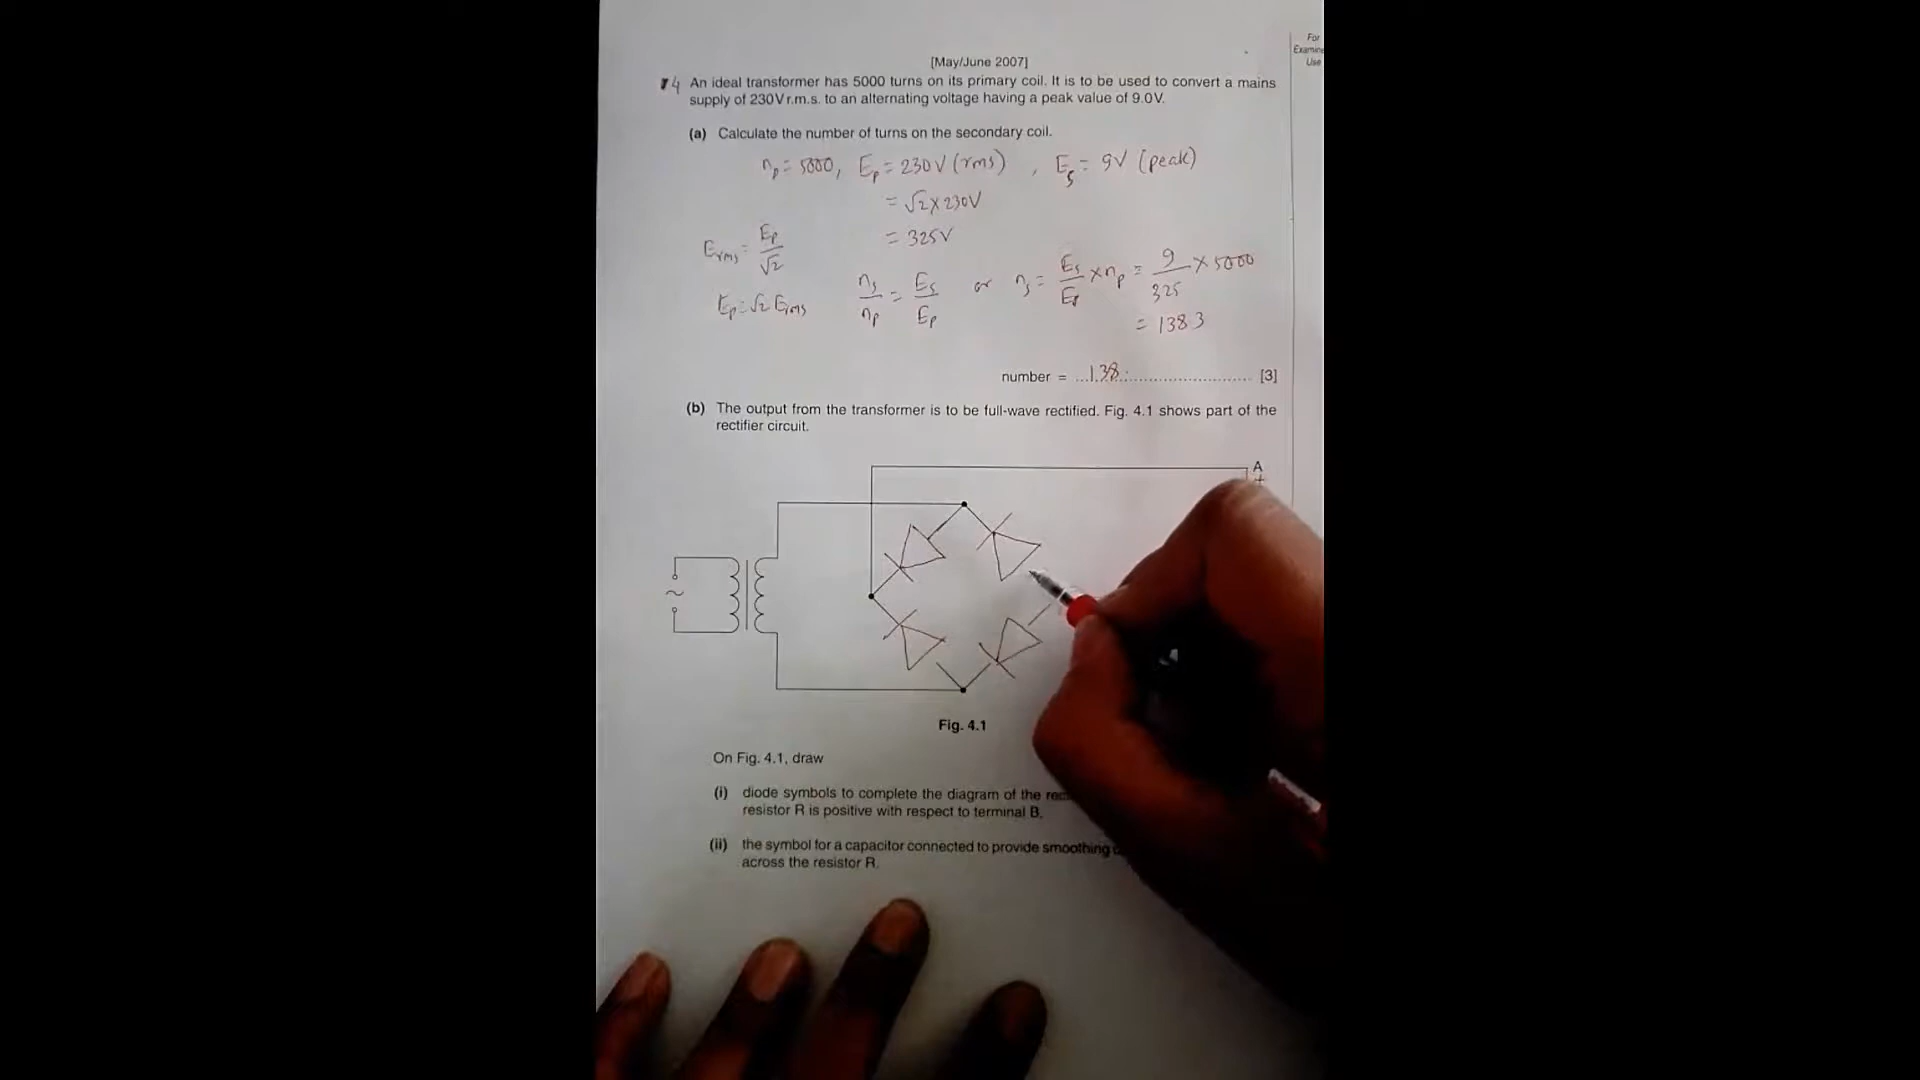 For
Examine
Use
[May/June 2007]
4 An ideal transformer has 5000 turns on its primary coil. It is to be used to convert a mains
supply of 230V r.m.s. to an alternating voltage having a peak value of 9.0V.
(a) Calculate the number of turns on the secondary coil.
np = 5000, Ep = 230V (rms) , Es = 9V (peak)
= √2 × 230V
= 325V
Erms = Ep/√2
Ep = √2 Erms
ns/np = Es/Ep or ns = Es/Ep × np = 9/325 × 5000
= 138.3
number = ...138............................ [3]
(b) The output from the transformer is to be full-wave rectified. Fig. 4.1 shows part of the
rectifier circuit.
A
+
~
Fig. 4.1
On Fig. 4.1, draw
(i) diode symbols to complete the diagram of the
resistor R is positive with respect to terminal B,
(ii) the symbol for a capacitor connected to provide smoothing
across the resistor R.